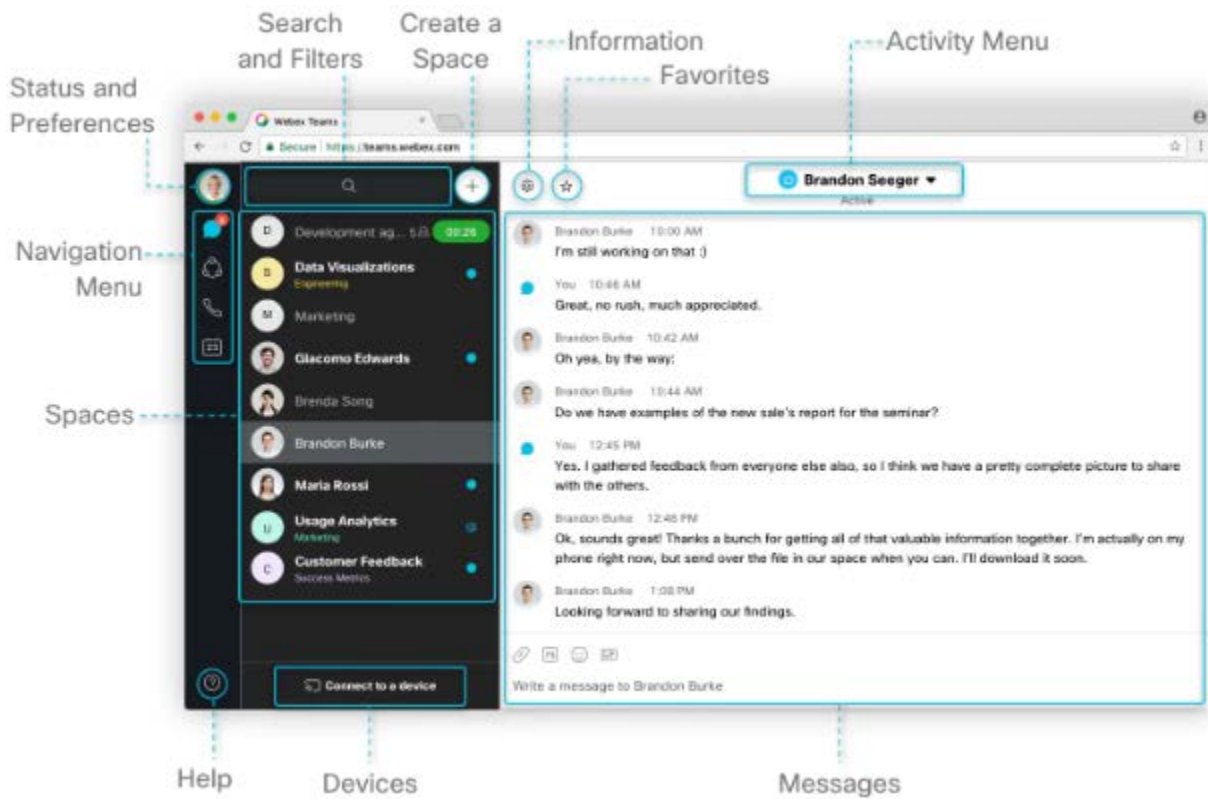 Search
and Filters
Create a
Space
Information
Favorites
Activity Menu
Status and
Preferences
Webex Teams
Secure https://teams.webex.com
Brandon Seeger
Active
Navigation
Menu
Spaces
D
Development ag... 5
00:26
Data Visualizations
Engineering
M
Marketing
Giacomo Edwards
Brenda Song
Brandon Burke
Maria Rossi
U
Usage Analytics
Marketing
C
Customer Feedback
Success Metrics
Connect to a device
Brandon Burke 10:00 AM
I'm still working on that :)
You 10:46 AM
Great, no rush, much appreciated.
Brandon Burke 10:42 AM
Oh yea, by the way:
Brandon Burke 10:44 AM
Do we have examples of the new sale's report for the seminar?
You 12:45 PM
Yes. I gathered feedback from everyone else also, so I think we have a pretty complete picture to share
with the others.
Brandon Burke 12:48 PM
Ok, sounds great! Thanks a bunch for getting all of that valuable information together. I'm actually on my
phone right now, but send over the file in our space when you can. I'll download it soon.
Brandon Burke 1:08 PM
Looking forward to sharing our findings.
Write a message to Brandon Burke
Help
Devices
Messages